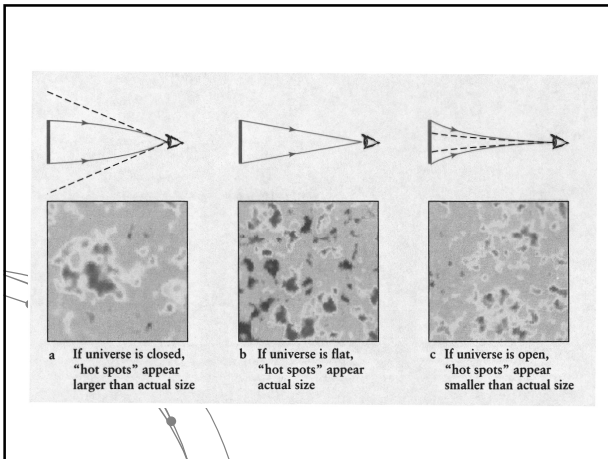 a If universe is closed,
"hot spots" appear
larger than actual size
b If universe is flat,
"hot spots" appear
actual size
c If universe is open,
"hot spots" appear
smaller than actual size